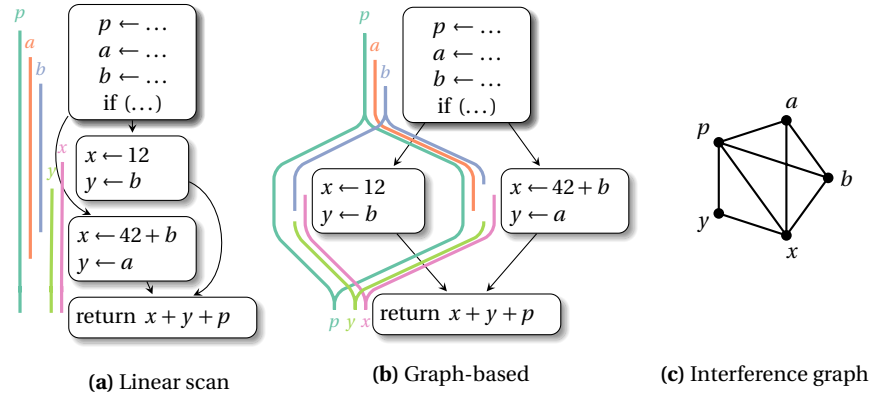 p
a
b
x
y
p ← …
a ← …
b ← …
if (…)
x ← 12
y ← b
x ← 42 + b
y ← a
return x + y + p
(a) Linear scan
p
a
b
p ← …
a ← …
b ← …
if (…)
x ← 12
y ← b
x ← 42 + b
y ← a
p y x
return x + y + p
(b) Graph-based
a
p
b
y
x
(c) Interference graph